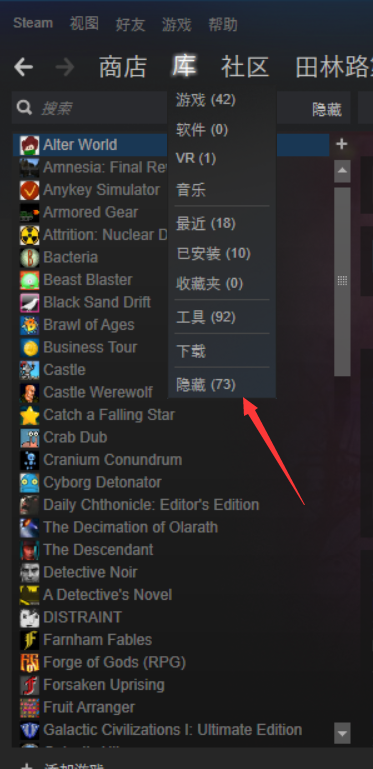 Steam 视图 好友 游戏 帮助
商店 库 社区 田林路
搜索
隐藏
游戏 (42)
软件 (0)
VR (1)
音乐
最近 (18)
已安装 (10)
收藏夹 (0)
工具 (92)
下载
隐藏 (73)
Alter World
Amnesia: Final Re
Anykey Simulator
Armored Gear
Attrition: Nuclear D
Bacteria
Beast Blaster
Black Sand Drift
Brawl of Ages
Business Tour
Castle
Castle Werewolf
Catch a Falling Star
Crab Dub
Cranium Conundrum
Cyborg Detonator
Daily Chthonicle: Editor's Edition
The Decimation of Olarath
The Descendant
Detective Noir
A Detective's Novel
DISTRAINT
Farnham Fables
Forge of Gods (RPG)
Forsaken Uprising
Fruit Arranger
Galactic Civilizations I: Ultimate Edition
添加游戏